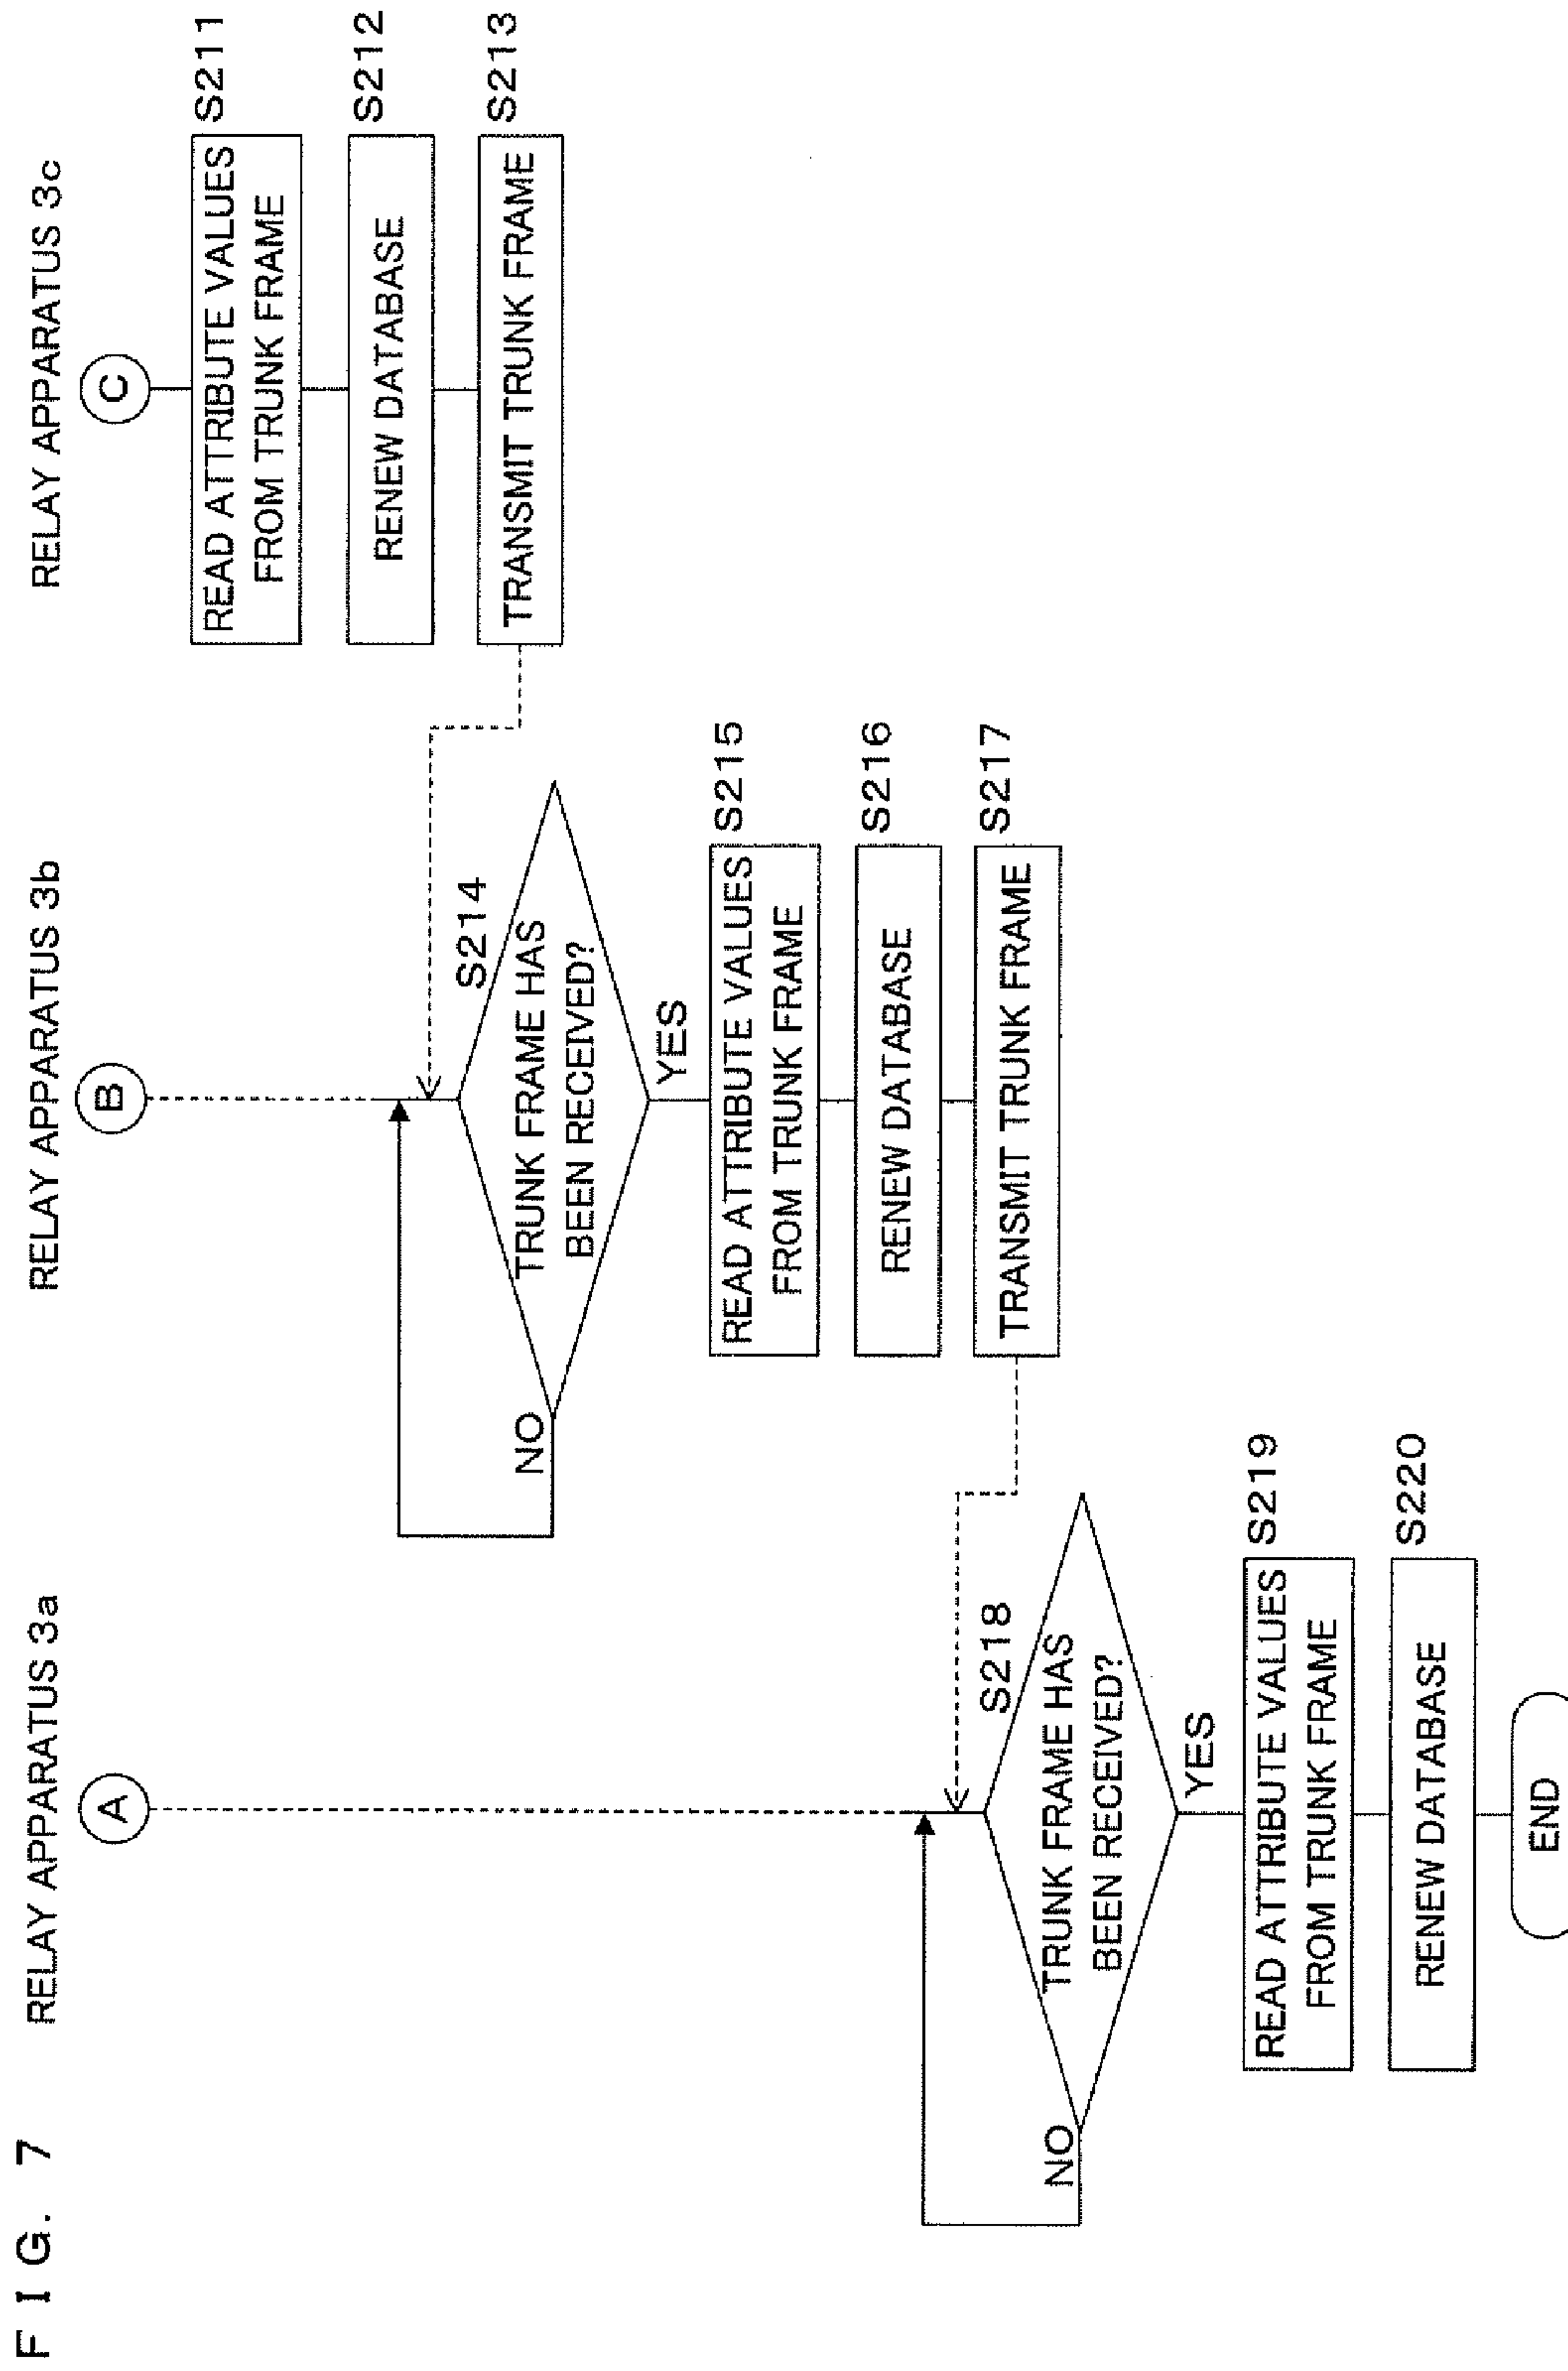 FIG. 7
RELAY APPARATUS 3a
RELAY APPARATUS 3b
RELAY APPARATUS 3c
A
B
C
READ ATTRIBUTE VALUES
FROM TRUNK FRAME
S211
RENEW DATABASE
S212
TRANSMIT TRUNK FRAME
S213
S214
TRUNK FRAME HAS
BEEN RECEIVED?
NO
YES
READ ATTRIBUTE VALUES
FROM TRUNK FRAME
S215
RENEW DATABASE
S216
TRANSMIT TRUNK FRAME
S217
S218
TRUNK FRAME HAS
BEEN RECEIVED?
NO
YES
READ ATTRIBUTE VALUES
FROM TRUNK FRAME
S219
RENEW DATABASE
S220
END